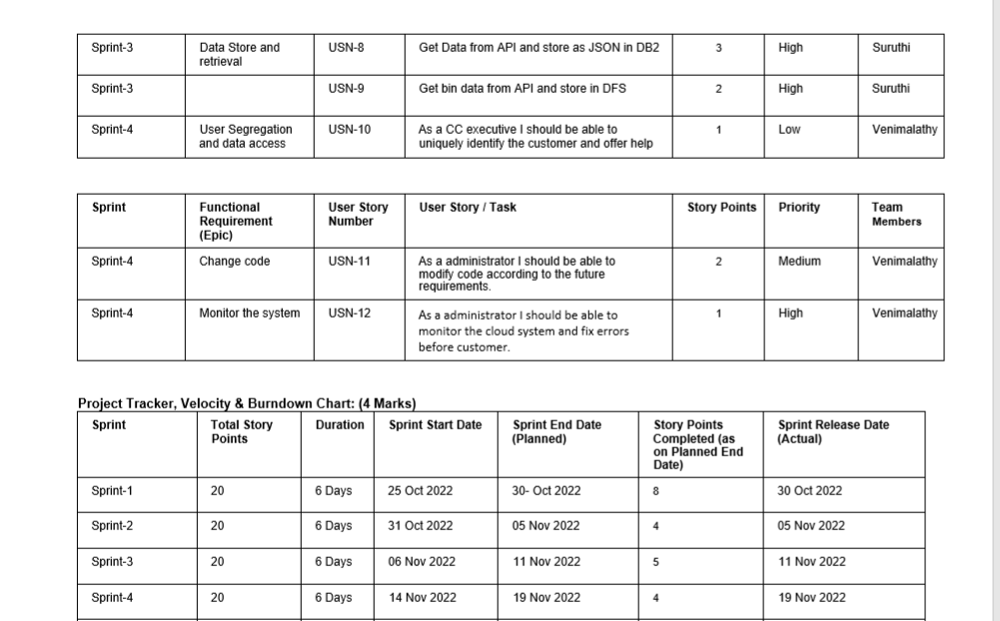 Sprint-3 Data Store and retrieval USN-8 Get Data from API and store as JSON in DB2 3 High Suruthi
Sprint-3 USN-9 Get bin data from API and store in DFS 2 High Suruthi
Sprint-4 User Segregation and data access USN-10 As a CC executive I should be able to uniquely identify the customer and offer help 1 Low Venimalathy
Sprint Functional Requirement (Epic) User Story Number User Story / Task Story Points Priority Team Members
Sprint-4 Change code USN-11 As a administrator I should be able to modify code according to the future requirements. 2 Medium Venimalathy
Sprint-4 Monitor the system USN-12 As a administrator I should be able to monitor the cloud system and fix errors before customer. 1 High Venimalathy
Project Tracker, Velocity & Burndown Chart: (4 Marks)
Sprint Total Story Points Duration Sprint Start Date Sprint End Date (Planned) Story Points Completed (as on Planned End Date) Sprint Release Date (Actual)
Sprint-1 20 6 Days 25 Oct 2022 30- Oct 2022 8 30 Oct 2022
Sprint-2 20 6 Days 31 Oct 2022 05 Nov 2022 4 05 Nov 2022
Sprint-3 20 6 Days 06 Nov 2022 11 Nov 2022 5 11 Nov 2022
Sprint-4 20 6 Days 14 Nov 2022 19 Nov 2022 4 19 Nov 2022